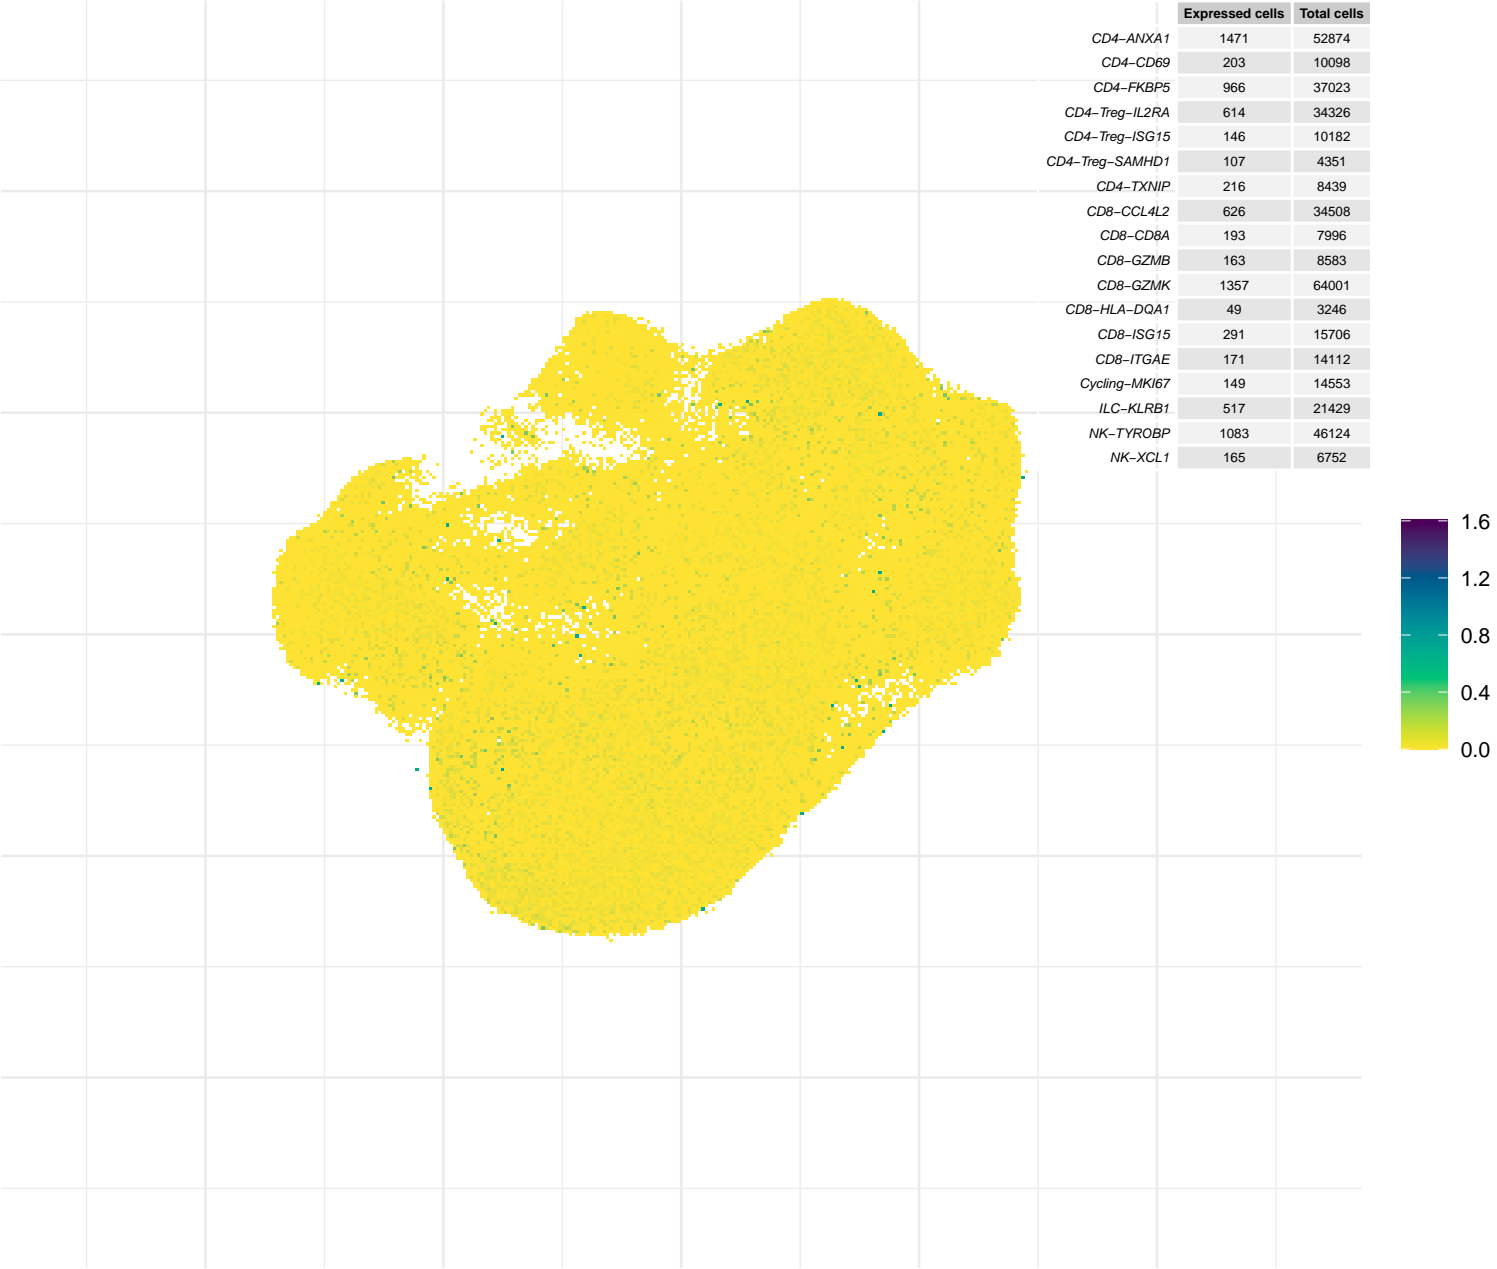 Expressed cells Total cells
CD4−ANXA1 1471 52874
CD4−CD69 203 10098
CD4−FKBP5 966 37023
CD4−Treg−IL2RA 614 34326
CD4−Treg−ISG15 146 10182
CD4−Treg−SAMHD1 107 4351
CD4−TXNIP 216 8439
CD8−CCL4L2 626 34508
CD8−CD8A 193 7996
CD8−GZMB 163 8583
CD8−GZMK 1357 64001
CD8−HLA−DQA1 49 3246
CD8−ISG15 291 15706
CD8−ITGAE 171 14112
Cycling−MKI67 149 14553
ILC−KLRB1 517 21429
NK−TYROBP 1083 46124
NK−XCL1 165 6752
1.6
1.2
0.8
0.4
0.0